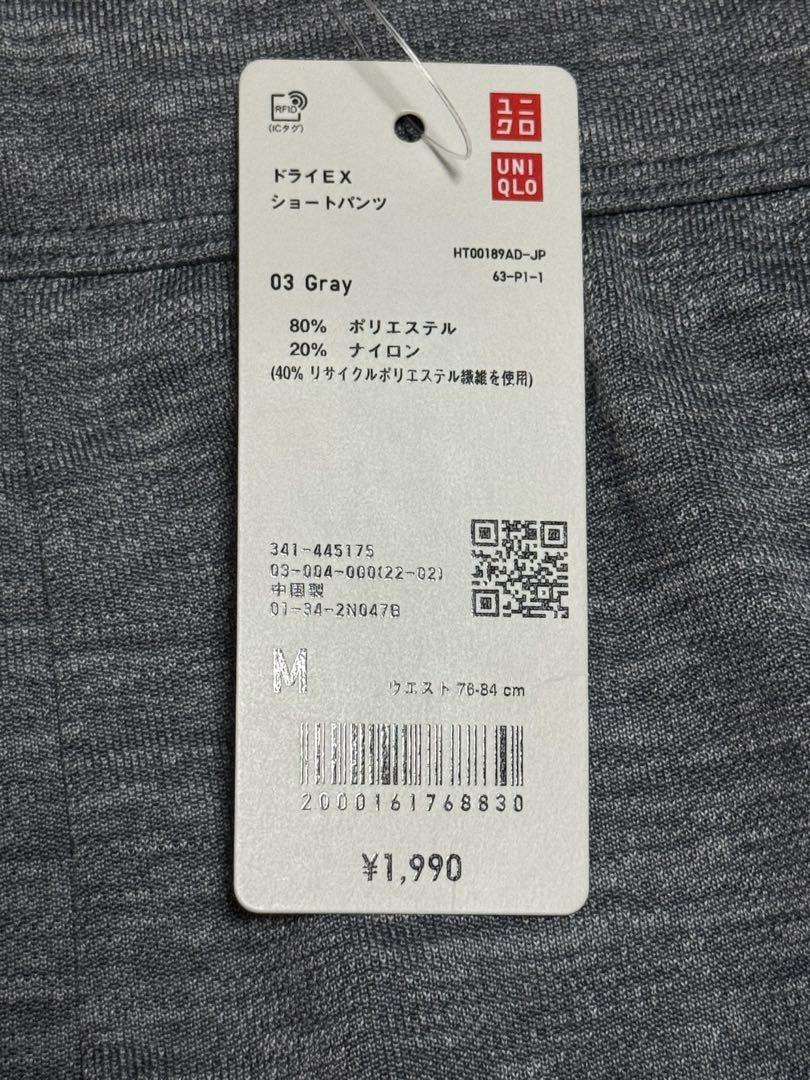 RFID
(ICタグ)
ユニ
クロ
UNI
QLO
ドライEX
ショートパンツ
HT00189AD-JP
63-P1-1
03 Gray
80% ポリエステル
20% ナイロン
(40% リサイクルポリエステル繊維を使用)
341-445175
03-004-000(22-02)
中国製
01-34-2N047B
M
ウエスト 76-84 cm
2000161768830
¥1,990